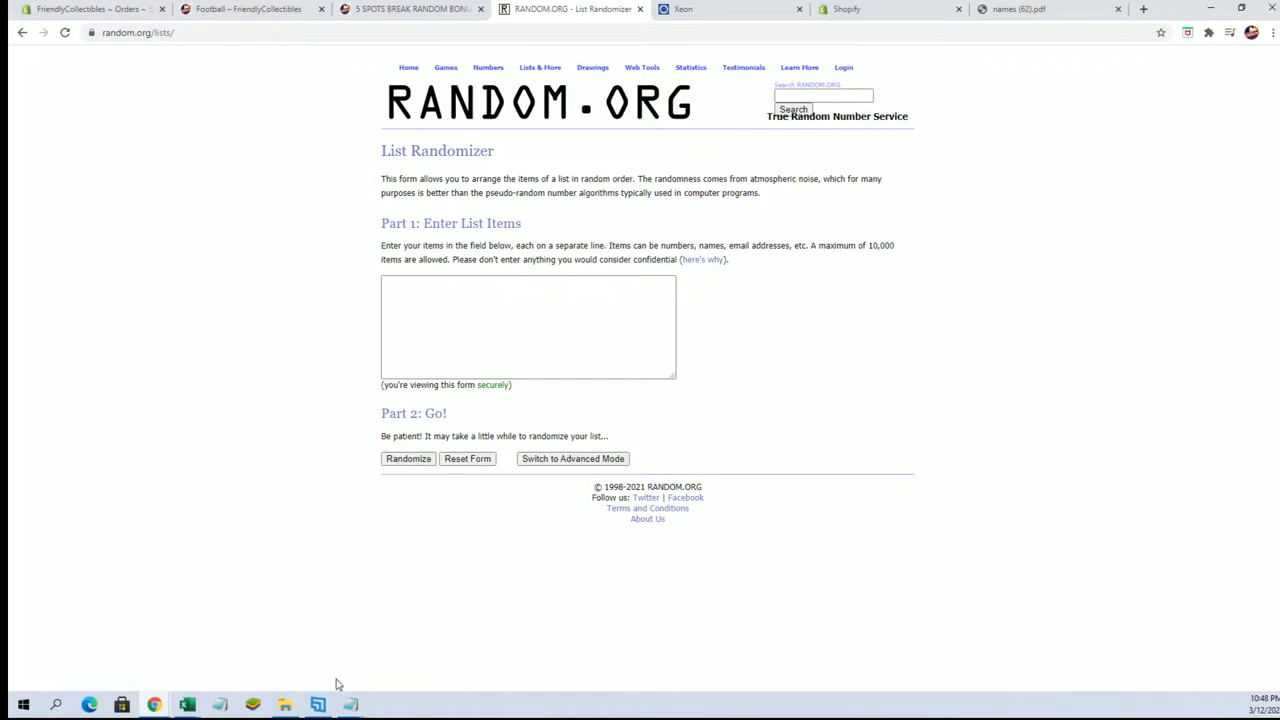 FriendlyCollectibles ~ Orders ~ S
Football – FriendlyCollectibles
5 SPOTS BREAK RANDOM BONU
RANDOM.ORG - List Randomizer
Xeon
Shopify
names (62).pdf
random.org/lists/
Home Games Numbers Lists & More Drawings Web Tools Statistics Testimonials Learn More Login
Search RANDOM.ORG
RANDOM.ORG
Search
True Random Number Service
List Randomizer
This form allows you to arrange the items of a list in random order. The randomness comes from atmospheric noise, which for many
purposes is better than the pseudo-random number algorithms typically used in computer programs.
Part 1: Enter List Items
Enter your items in the field below, each on a separate line. Items can be numbers, names, email addresses, etc. A maximum of 10,000
items are allowed. Please don't enter anything you would consider confidential (here's why).
(you're viewing this form securely)
Part 2: Go!
Be patient! It may take a little while to randomize your list...
Randomize Reset Form Switch to Advanced Mode
© 1998-2021 RANDOM.ORG
Follow us: Twitter | Facebook
Terms and Conditions
About Us
10:48 PM
3/12/202